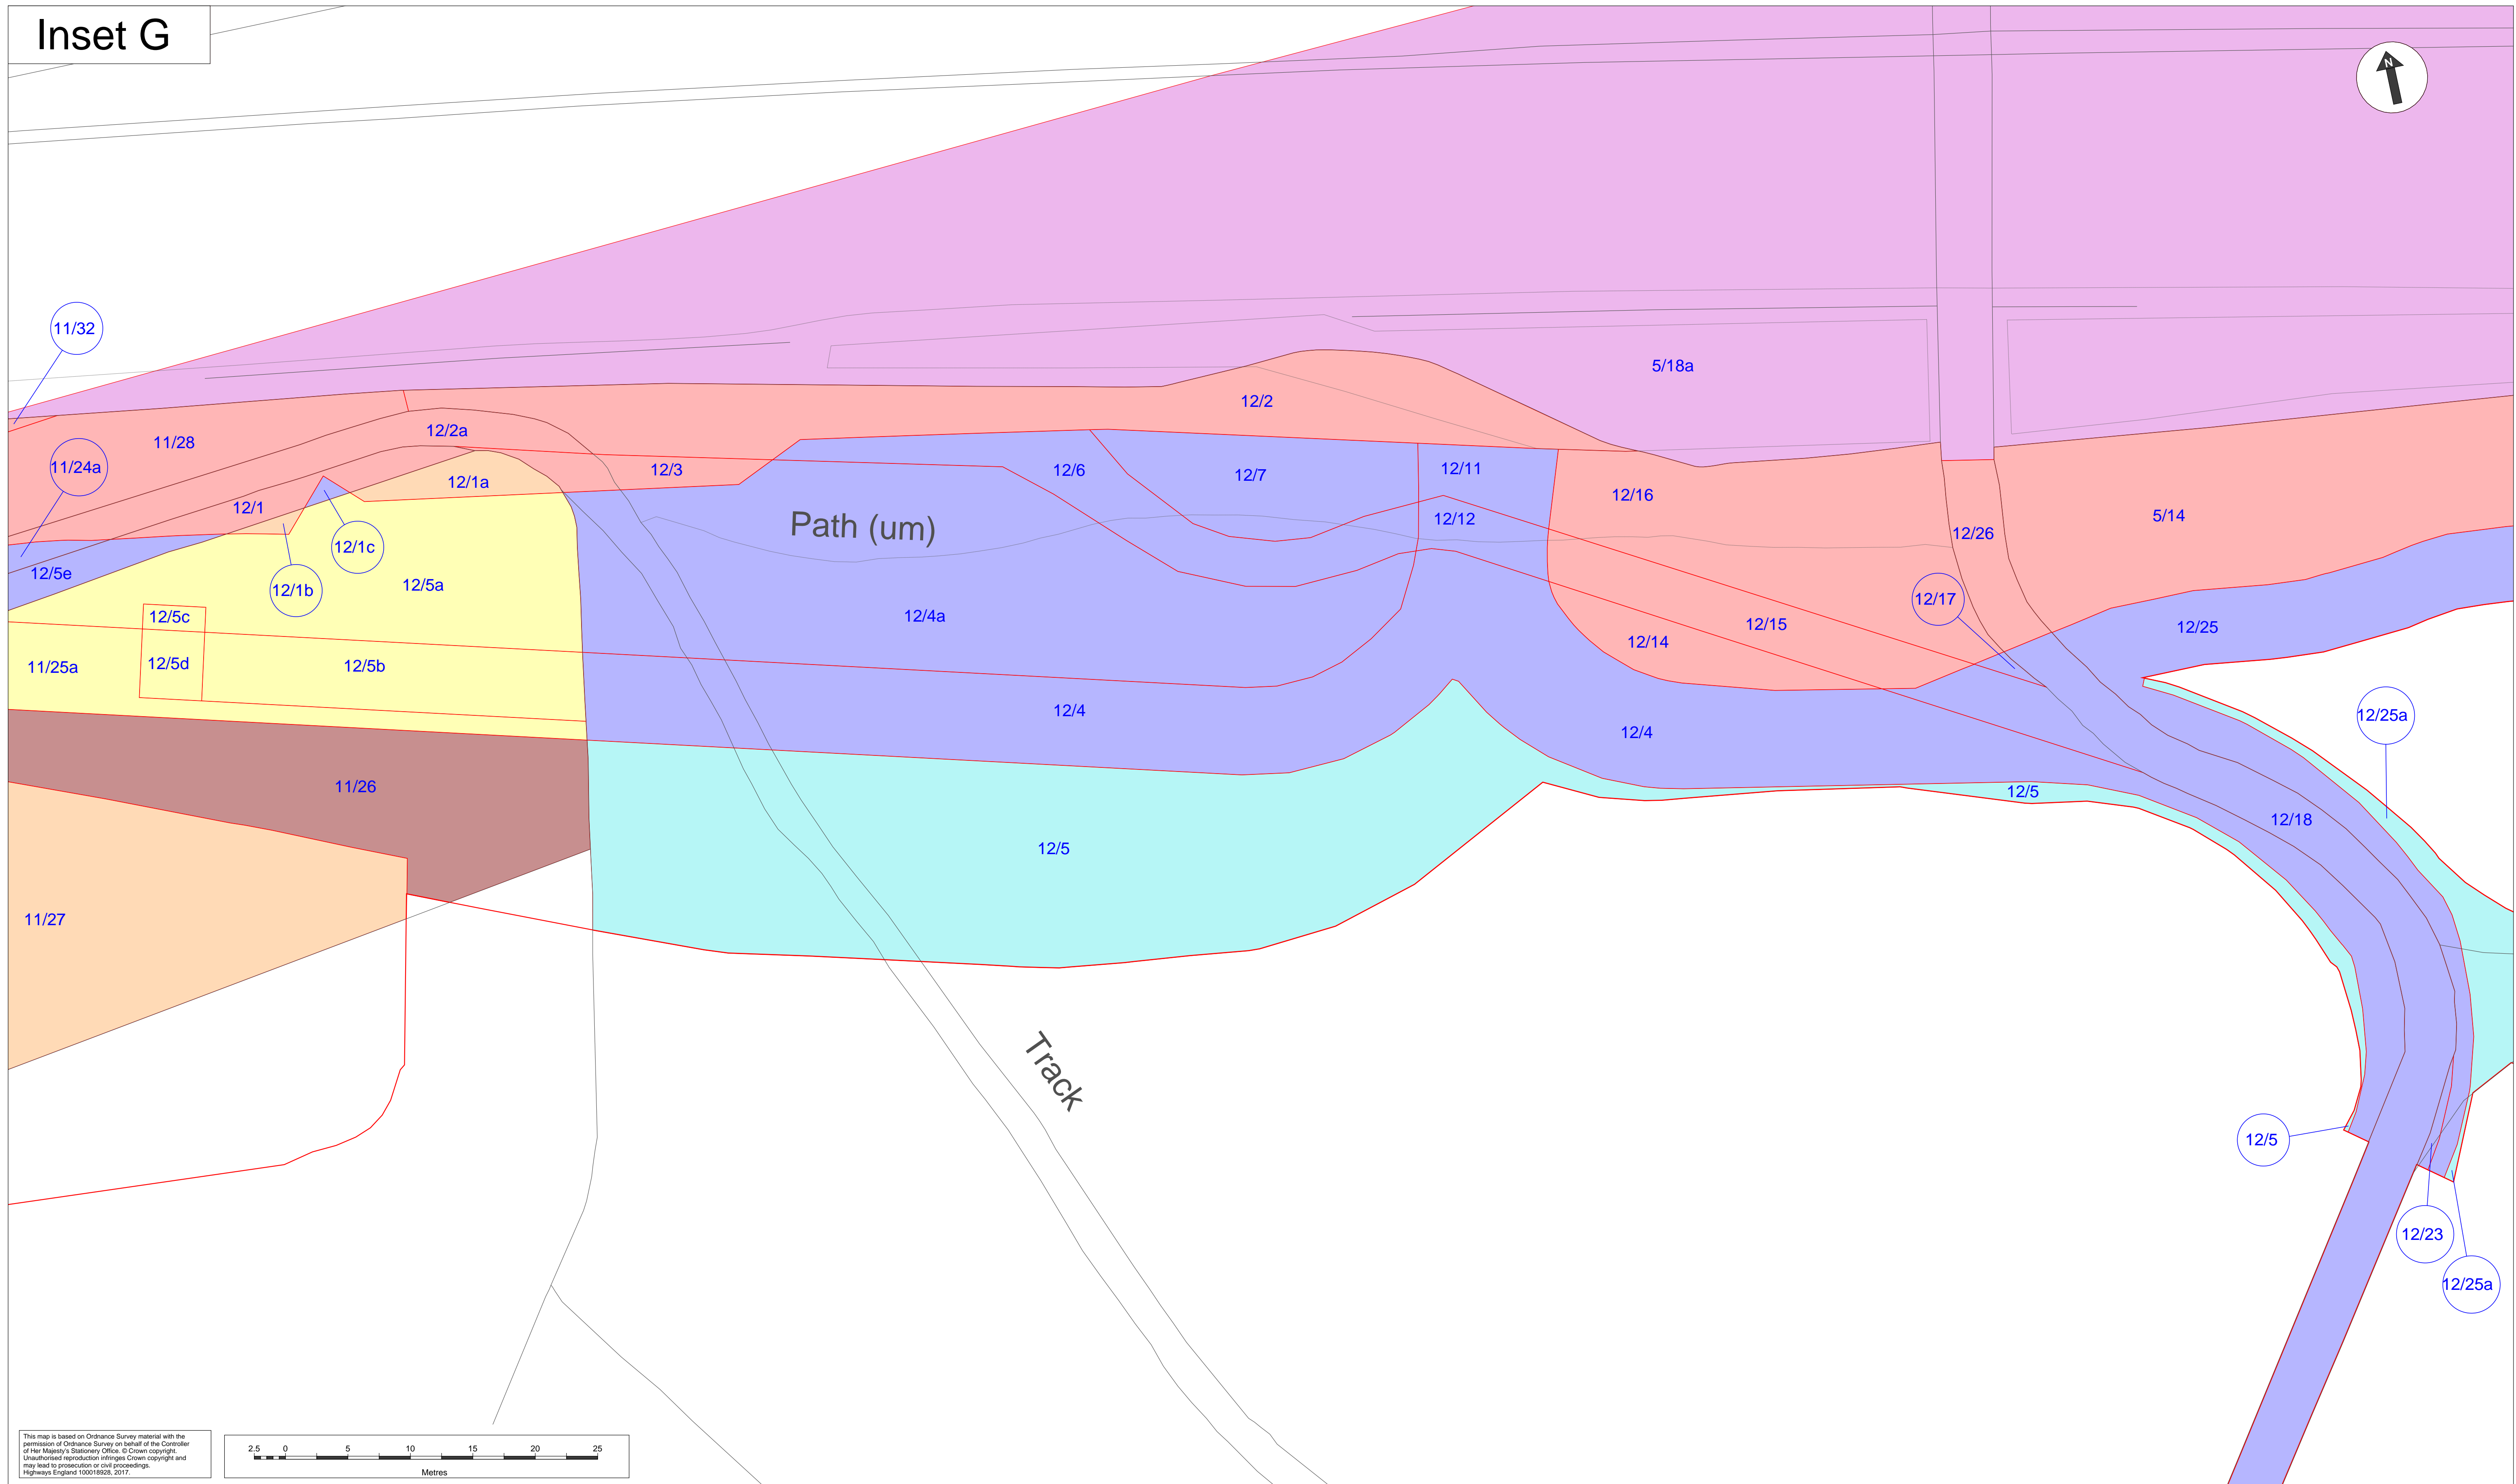 Inset G
N
11/32
5/18a
12/2
11/28
12/2a
11/24a
12/3
12/6
12/7
12/11
12/1a
12/16
12/1
5/14
12/12
Path (um)
12/26
12/1c
12/5e
12/1b
12/5a
12/17
12/5c
12/4a
12/15
12/25
12/14
11/25a
12/5d
12/5b
12/4
12/25a
12/4
11/26
12/5
12/18
12/5
11/27
Track
12/5
12/23
12/25a
This map is based on Ordnance Survey material with the
permission of Ordnance Survey on behalf of the Controller
of Her Majesty's Stationery Office. © Crown copyright.
Unauthorised reproduction infringes Crown copyright and
may lead to prosecution or civil proceedings.
Highways England 100018928, 2017.
2.5 0 5 10 15 20 25
Metres